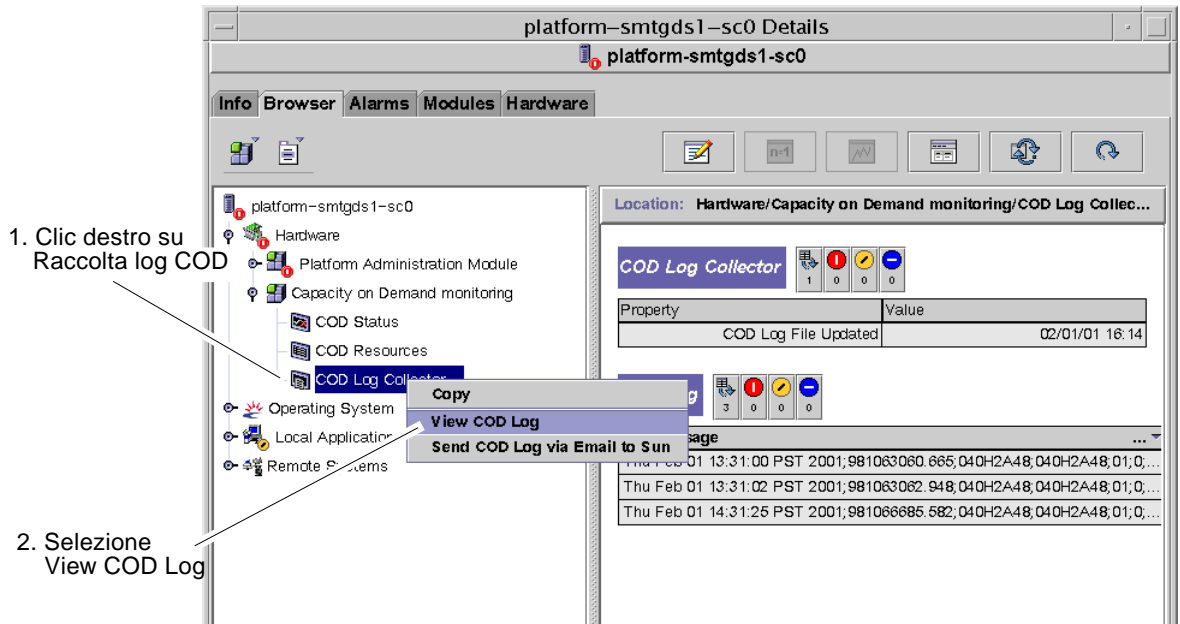 platform–smtgds1–sc0 Details
platform-smtgds1-sc0
Info Browser Alarms Modules Hardware
n=1
platform-smtgds1-sc0
Hardware
Platform Administration Module
Capacity on Demand monitoring
COD Status
COD Resources
COD Log Collector
Operating System
Local Application
Remote Systems
1. Clic destro su
Raccolta log COD
2. Selezione
View COD Log
Copy
View COD Log
Send COD Log via Email to Sun
Location: Hardware/Capacity on Demand monitoring/COD Log Collec...
COD Log Collector
1 0 0 0
Property Value
COD Log File Updated 02/01/01 16:14
g
3 0 0 0
sage ...
Thu Feb 01 13:31:00 PST 2001;981063060.665;040H2A48;040H2A48;01;0;...
Thu Feb 01 13:31:02 PST 2001;981063062.948;040H2A48;040H2A48;01;0;...
Thu Feb 01 14:31:25 PST 2001;981066685.582;040H2A48;040H2A48;01;0;...